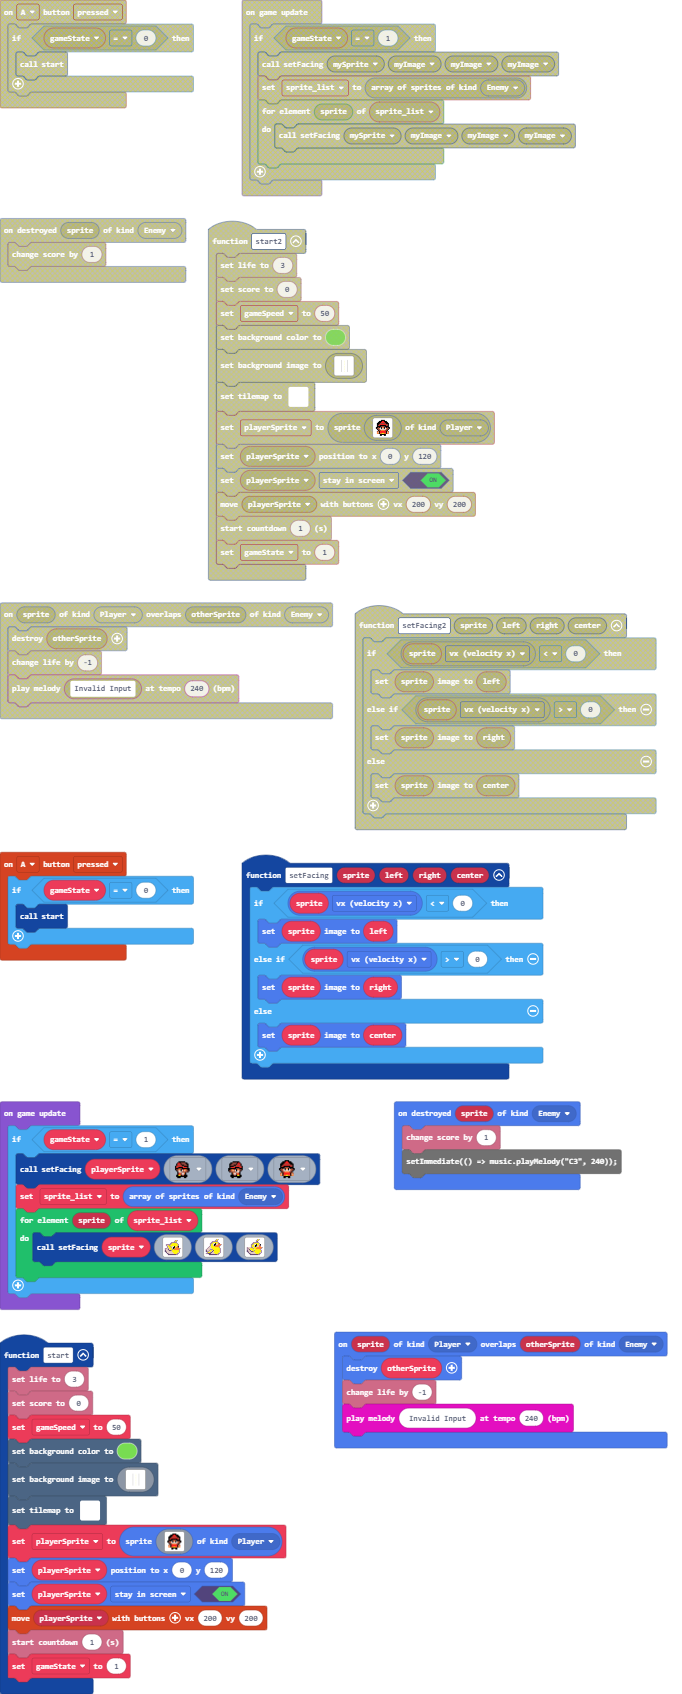 on A button pressed
if gameState = 0 then
call start
on game update
if gameState = 1 then
call setFacing mySprite myImage myImage myImage
set sprite_list to array of sprites of kind Enemy
for element sprite of sprite_list
do call setFacing mySprite myImage myImage myImage
on destroyed sprite of kind Enemy
change score by 1
function start2
set life to 3
set score to 0
set gameSpeed to 50
set background color to
set background image to
set tilemap to
set playerSprite to sprite of kind Player
set playerSprite position to x 0 y 120
set playerSprite stay in screen ON
move playerSprite with buttons vx 200 vy 200
start countdown 1 (s)
set gameState to 1
on sprite of kind Player overlaps otherSprite of kind Enemy
destroy otherSprite
change life by -1
play melody Invalid Input at tempo 240 (bpm)
function setFacing2 sprite left right center
if sprite vx (velocity x) < 0 then
set sprite image to left
else if sprite vx (velocity x) > 0 then
set sprite image to right
else
set sprite image to center
on A button pressed
if gameState = 0 then
call start
function setFacing sprite left right center
if sprite vx (velocity x) < 0 then
set sprite image to left
else if sprite vx (velocity x) > 0 then
set sprite image to right
else
set sprite image to center
on game update
if gameState = 1 then
call setFacing playerSprite
set sprite_list to array of sprites of kind Enemy
for element sprite of sprite_list
do call setFacing sprite
on destroyed sprite of kind Enemy
change score by 1
setImmediate(() => music.playMelody("C3", 240));
function start
set life to 3
set score to 0
set gameSpeed to 50
set background color to
set background image to
set tilemap to
set playerSprite to sprite of kind Player
set playerSprite position to x 0 y 120
set playerSprite stay in screen ON
move playerSprite with buttons vx 200 vy 200
start countdown 1 (s)
set gameState to 1
on sprite of kind Player overlaps otherSprite of kind Enemy
destroy otherSprite
change life by -1
play melody Invalid Input at tempo 240 (bpm)